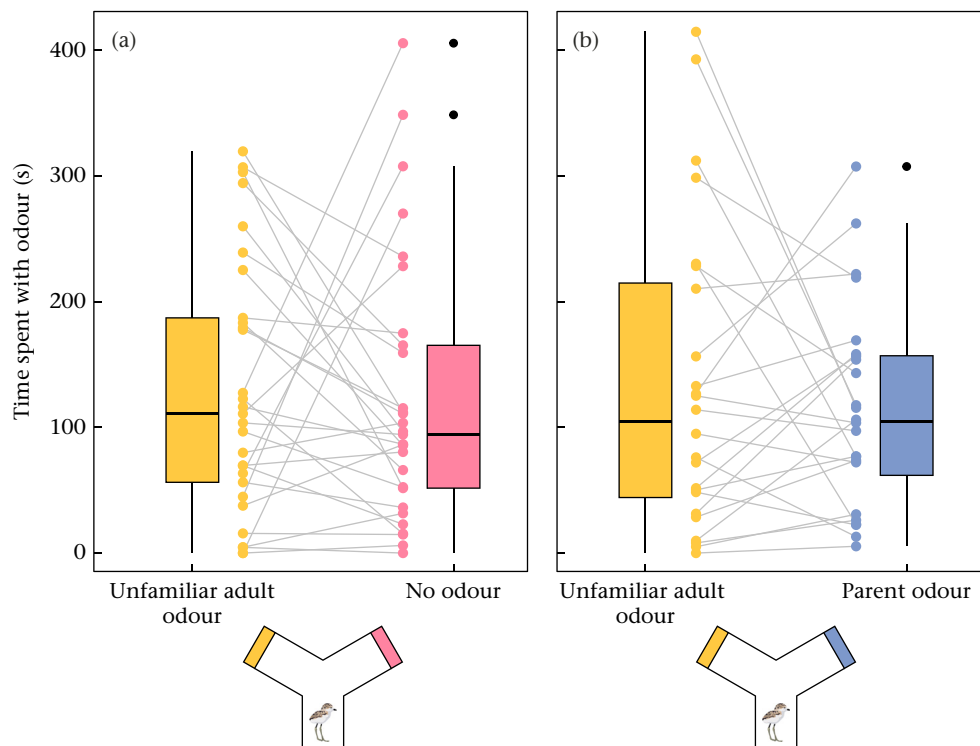 (a)
(b)
Time spent with odour (s)
400
300
200
100
0
Unfamiliar adult
odour
No odour
Unfamiliar adult
odour
Parent odour